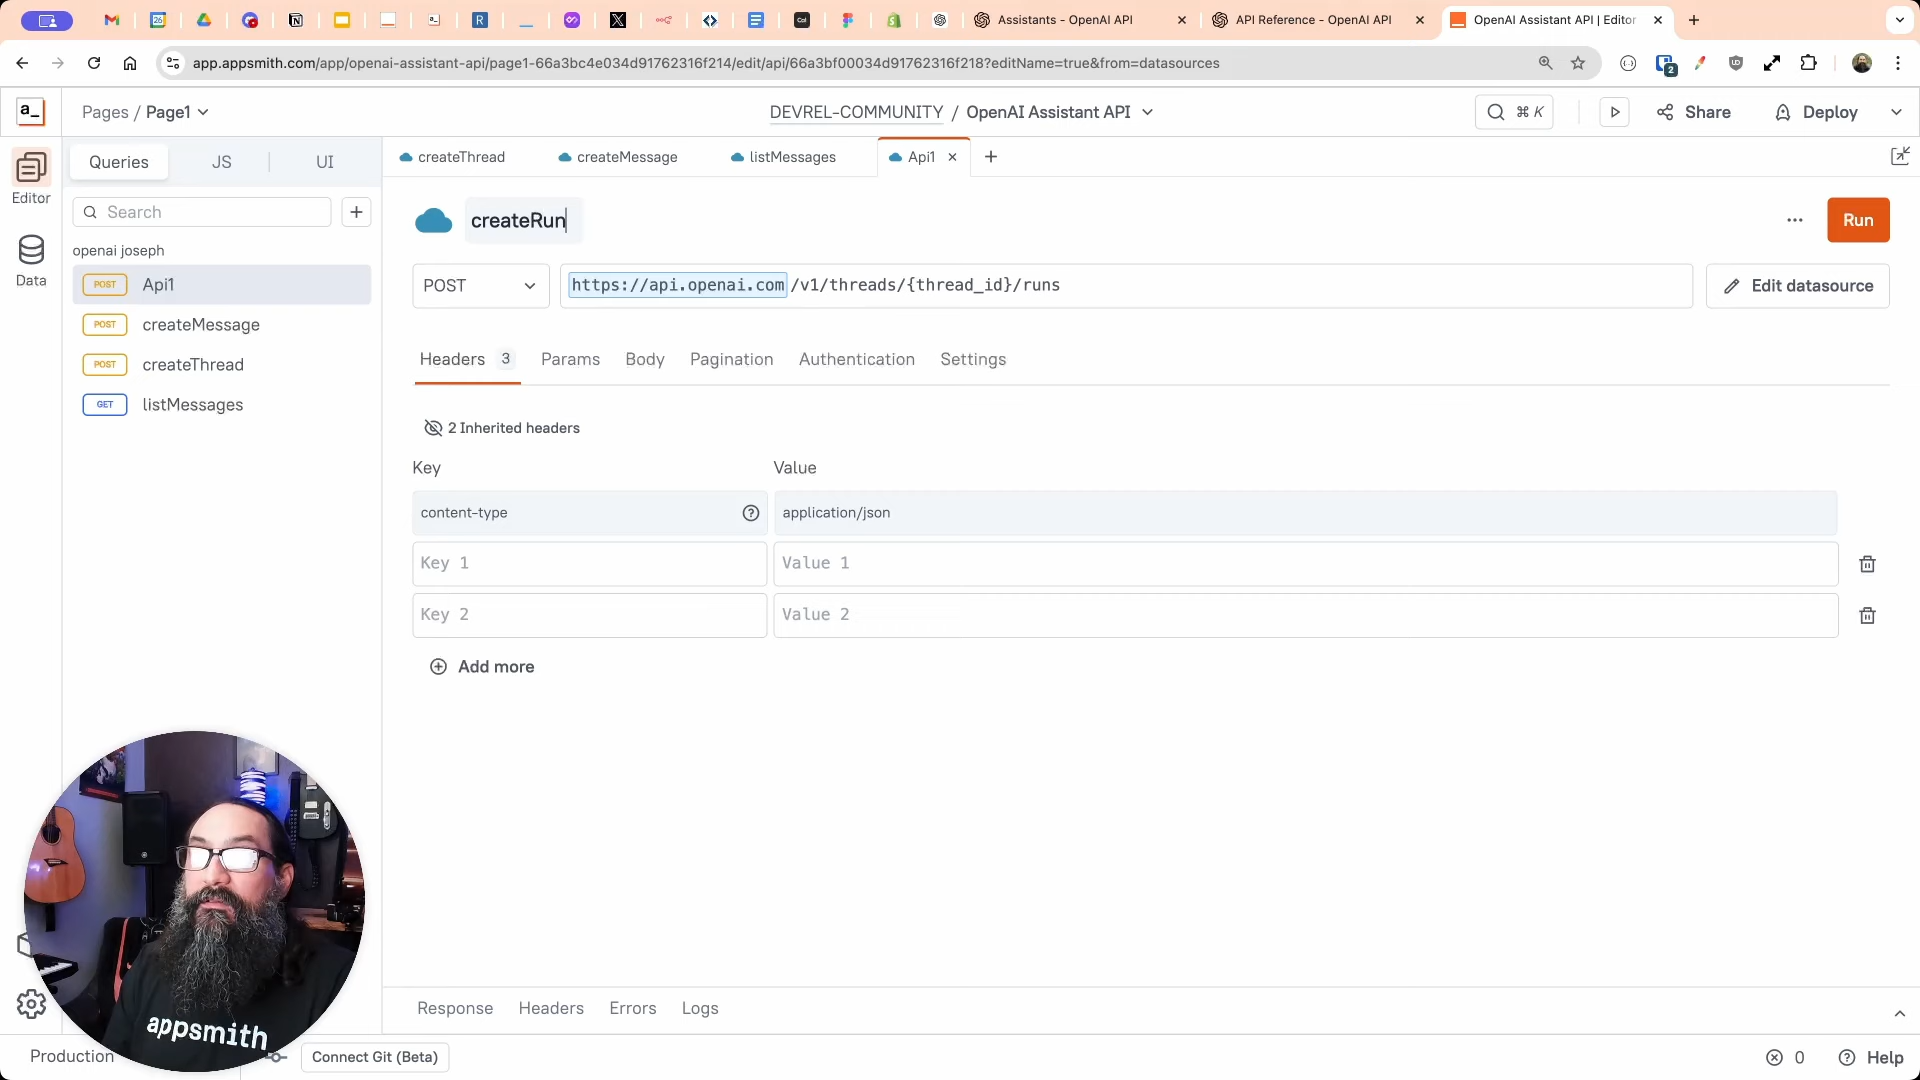 Assistants - OpenAI API
API Reference - OpenAI API
OpenAI Assistant API | Editor
app.appsmith.com/app/openai-assistant-api/page1-66a3bc4e034d91762316f214/edit/api/66a3bf00034d91762316f218?editName=true&from=datasources
2
a_
Pages / Page1
DEVREL-COMMUNITY / OpenAI Assistant API
⌘ K
Share
Deploy
Editor
Data
Queries
JS
UI
createThread
createMessage
listMessages
Api1
Search
openai joseph
POST Api1
POST createMessage
POST createThread
GET listMessages
createRun
Run
POST
https://api.openai.com/v1/threads/{thread_id}/runs
Edit datasource
Headers 3
Params
Body
Pagination
Authentication
Settings
2 Inherited headers
Key
Value
content-type
application/json
Key 1
Value 1
Key 2
Value 2
Add more
appsmith
Response
Headers
Errors
Logs
Production
Connect Git (Beta)
0
Help